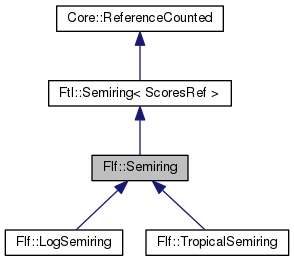 Core::ReferenceCounted
Ftl::Semiring< ScoresRef >
Flf::Semiring
Flf::LogSemiring
Flf::TropicalSemiring